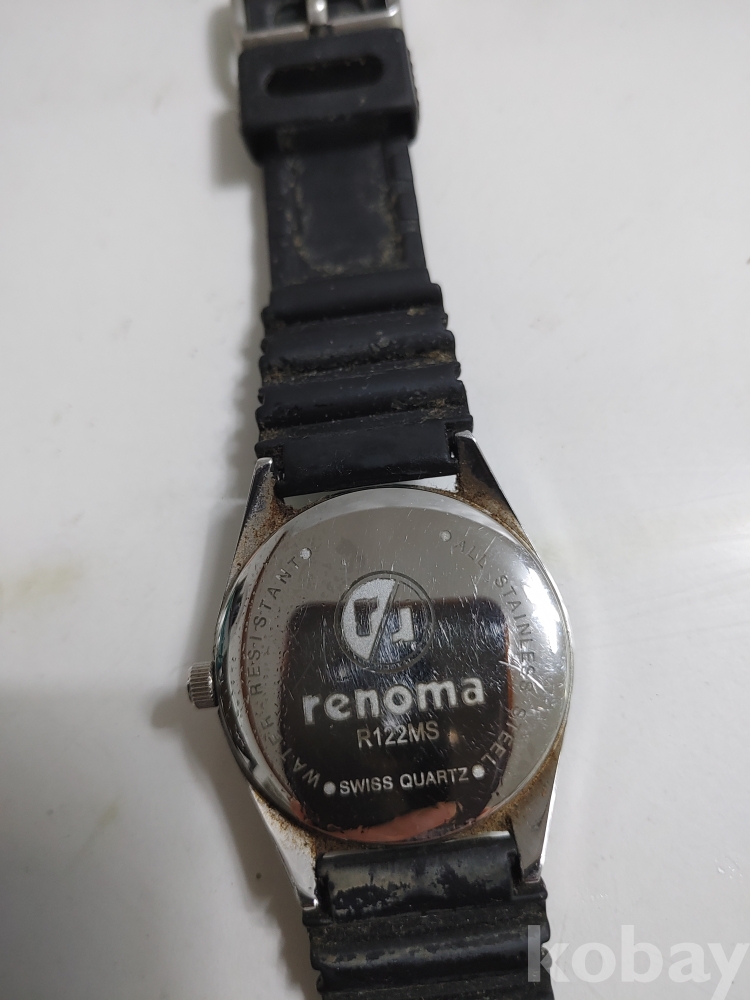 WATER RESISTANT
ALL STAINLESS STEEL
renoma
R122MS
SWISS QUARTZ
kobay